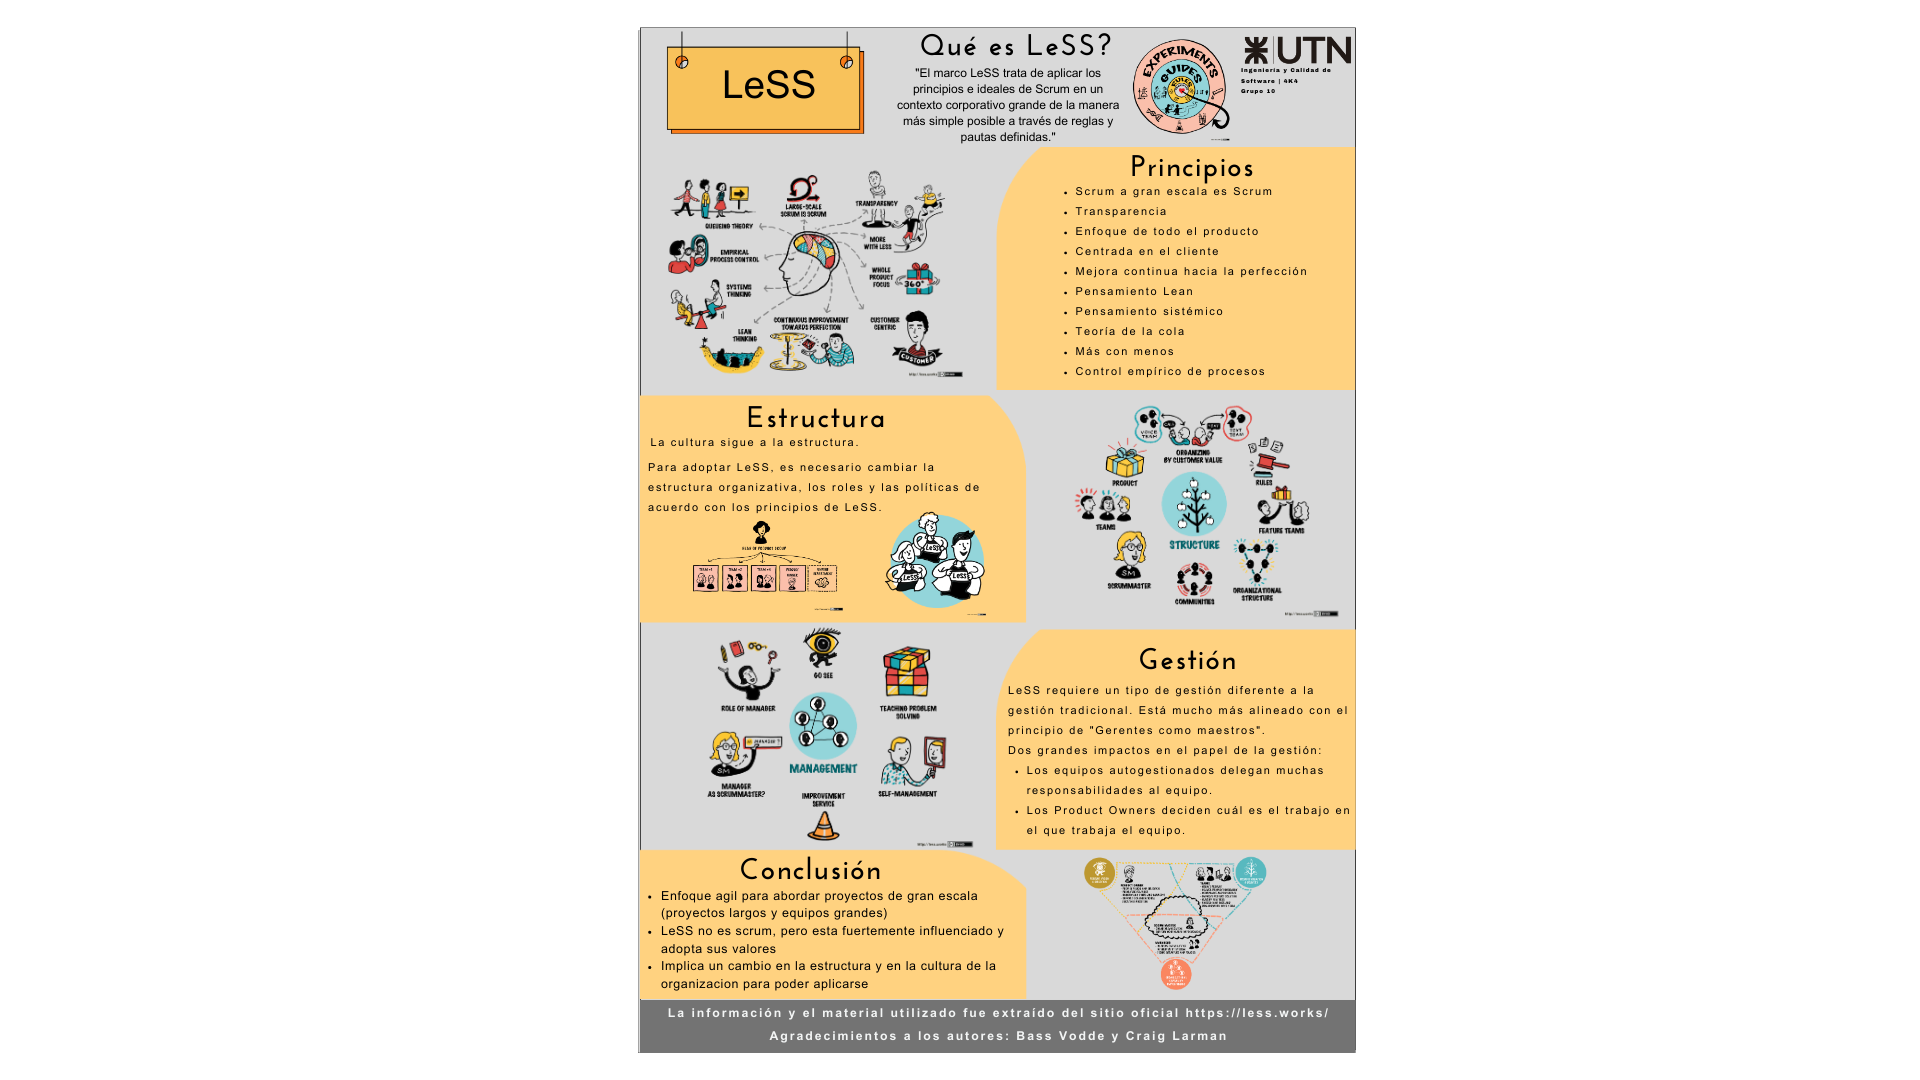 LeSS
Qué es LeSS?
"El marco LeSS trata de aplicar los
principios e ideales de Scrum en un
contexto corporativo grande de la manera
más simple posible a través de reglas y
pautas definidas."
EXPERIMENTS
GUIDES
UTN
Ingeniería y Calidad de
Software | 4K4
Grupo 10
QUEUEING THEORY
LARGE-SCALE
SCRUM IS SCRUM
TRANSPARENCY
EMPIRICAL
PROCESS CONTROL
MORE
WITH LESS
SYSTEMS
THINKING
WHOLE
PRODUCT
FOCUS
360°
LEAN
THINKING
CONTINUOUS IMPROVEMENT
TOWARDS PERFECTION
CUSTOMER
CENTRIC
CUSTOMER
Principios
Scrum a gran escala es Scrum
Transparencia
Enfoque de todo el producto
Centrada en el cliente
Mejora continua hacia la perfección
Pensamiento Lean
Pensamiento sistémico
Teoría de la cola
Más con menos
Control empírico de procesos
Estructura
La cultura sigue a la estructura.
Para adoptar LeSS, es necesario cambiar la
estructura organizativa, los roles y las políticas de
acuerdo con los principios de LeSS.
LeSS
LeSS
LeSS
ORGANIZING
BY CUSTOMER VALUE
PRODUCT
RULES
TEAMS
FEATURE TEAMS
STRUCTURE
SM
SCRUMMASTER
COMMUNITIES
ORGANIZATIONAL
STRUCTURE
GO SEE
ROLE OF MANAGER
TEACHING PROBLEM
SOLVING
MANAGER ?
SM
MANAGEMENT
MANAGER
AS SCRUMMASTER?
IMPROVEMENT
SERVICE
SELF-MANAGEMENT
Gestión
LeSS requiere un tipo de gestión diferente a la
gestión tradicional. Está mucho más alineado con el
principio de "Gerentes como maestros".
Dos grandes impactos en el papel de la gestión:
Los equipos autogestionados delegan muchas
responsabilidades al equipo.
Los Product Owners deciden cuál es el trabajo en
el que trabaja el equipo.
Conclusión
Enfoque agil para abordar proyectos de gran escala
(proyectos largos y equipos grandes)
LeSS no es scrum, pero esta fuertemente influenciado y
adopta sus valores
Implica un cambio en la estructura y en la cultura de la
organizacion para poder aplicarse
La información y el material utilizado fue extraído del sitio oficial https://less.works/
Agradecimientos a los autores: Bass Vodde y Craig Larman